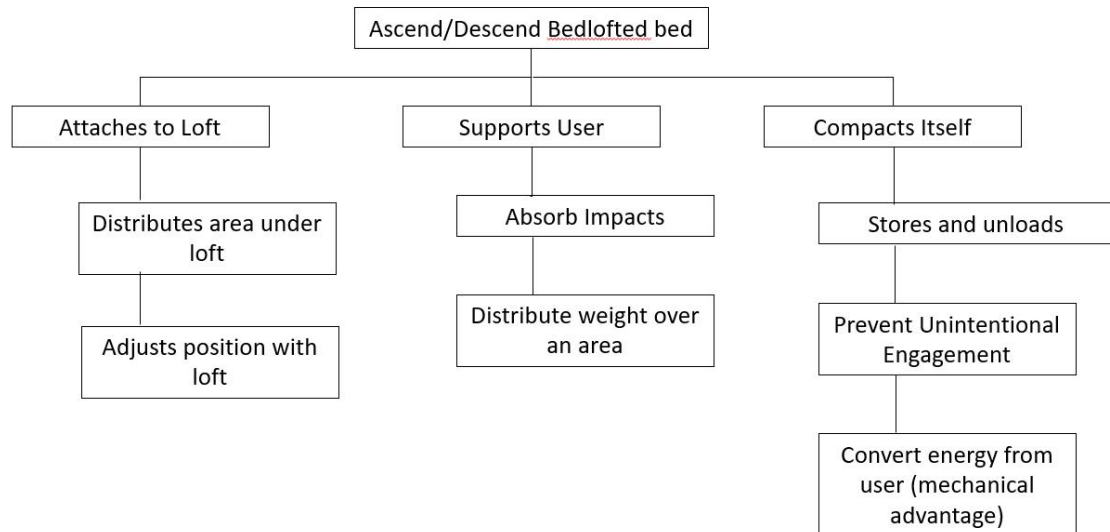 Ascend/Descend Bedlofted bed
Attaches to Loft
Supports User
Compacts Itself
Distributes area under
loft
Absorb Impacts
Stores and unloads
Adjusts position with
loft
Distribute weight over
an area
Prevent Unintentional
Engagement
Convert energy from
user (mechanical
advantage)